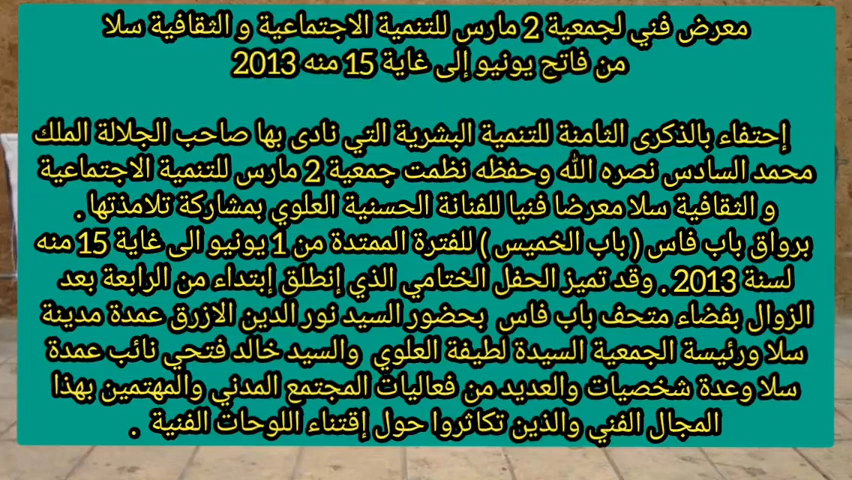 معرض فني لجمعية 2 مارس للتنمية الاجتماعية و الثقافية سلا
من فاتح يونيو إلى غاية 15 منه 2013
إحتفاء بالذكرى الثامنة للتنمية البشرية التي نادى بها صاحب الجلالة الملك
محمد السادس نصره الله وحفظه نظمت جمعية 2 مارس للتنمية الاجتماعية
و الثقافية سلا معرضا فنيا للفنانة الحسنية العلوي بمشاركة تلامذتها .
برواق باب فاس ( باب الخميس ) للفترة الممتدة من 1 يونيو الى غاية 15 منه
لسنة 2013 . وقد تميز الحفل الختامي الذي إنطلق إبتداء من الرابعة بعد
الزوال بفضاء متحف باب فاس بحضور السيد نور الدين الازرق عمدة مدينة
سلا ورئيسة الجمعية السيدة لطيفة العلوي والسيد خالد فتحي نائب عمدة
سلا وعدة شخصيات والعديد من فعاليات المجتمع المدني والمهتمين بهذا
المجال الفني والذين تكاثروا حول إقتناء اللوحات الفنية .